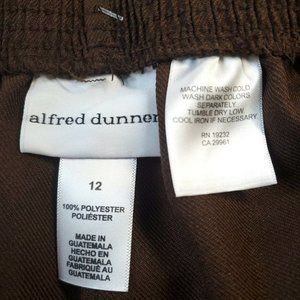 alfred dunner
12
100% POLYESTER
POLIÉSTER
MADE IN
GUATEMALA
HECHO EN
GUATEMALA
FABRIQUÉ AU
GUATEMALA
MACHINE WASH COLD
WASH DARK COLORS
SEPARATELY
TUMBLE DRY LOW
COOL IRON IF NECESSARY
RN 19232
CA 29961